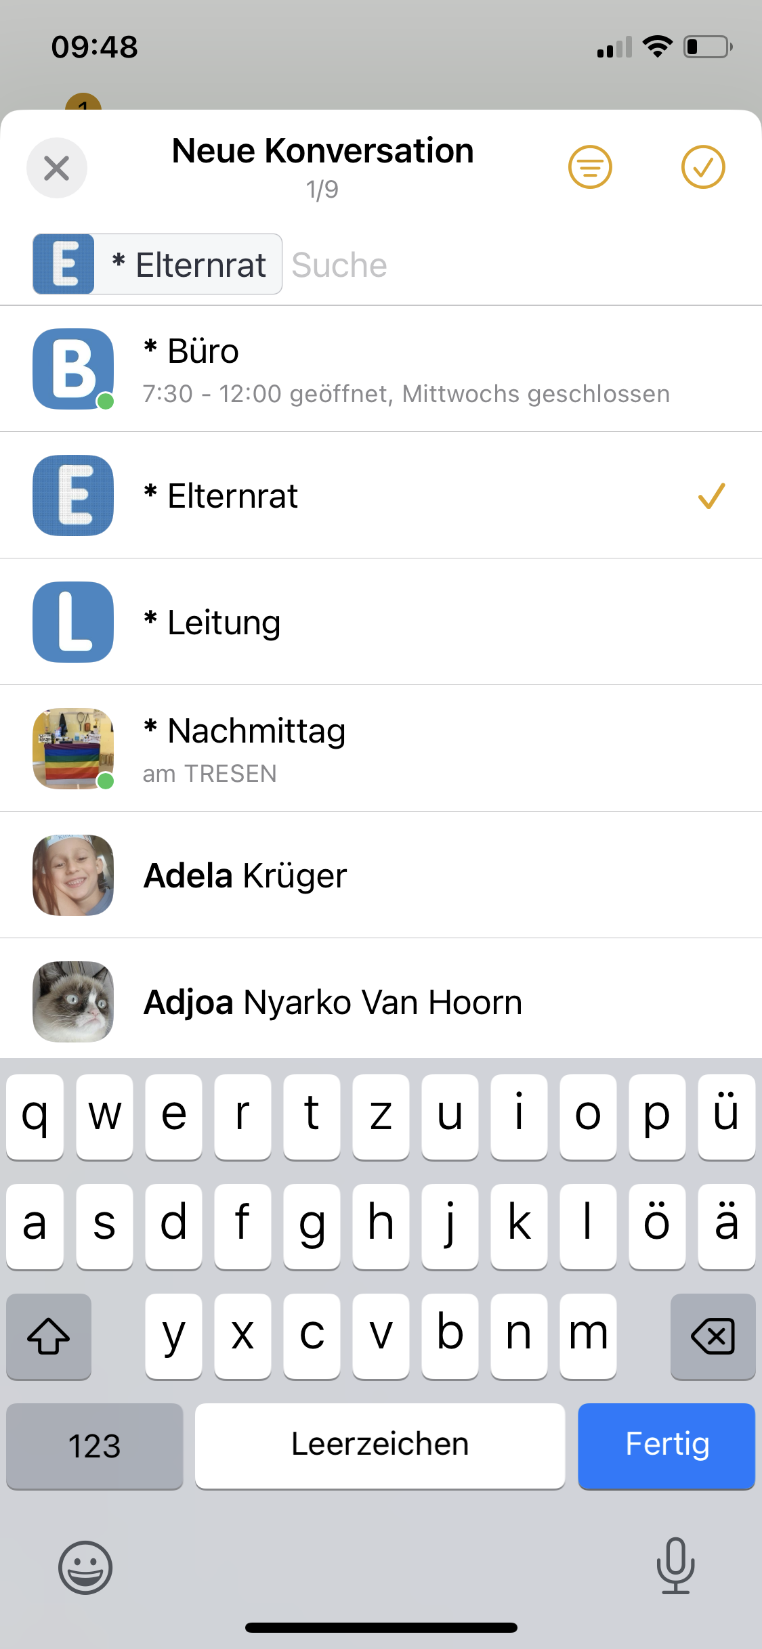 09:48
1
Neue Konversation
1/9
E * Elternrat Suche
B * Büro
7:30 - 12:00 geöffnet, Mittwochs geschlossen
E * Elternrat
L * Leitung
* Nachmittag
am TRESEN
Adela Krüger
Adjoa Nyarko Van Hoorn
q w e r t z u i o p ü
a s d f g h j k l ö ä
y x c v b n m
123 Leerzeichen Fertig